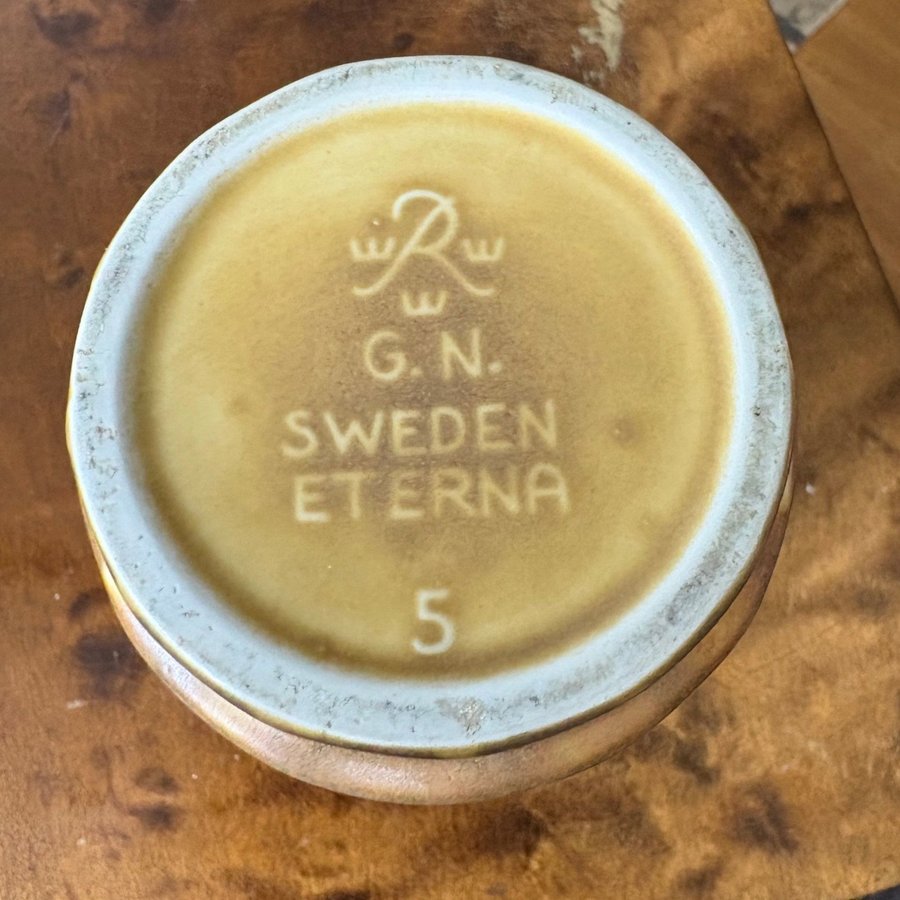 W R W
W
G. N.
SWEDEN
ETERNA
5